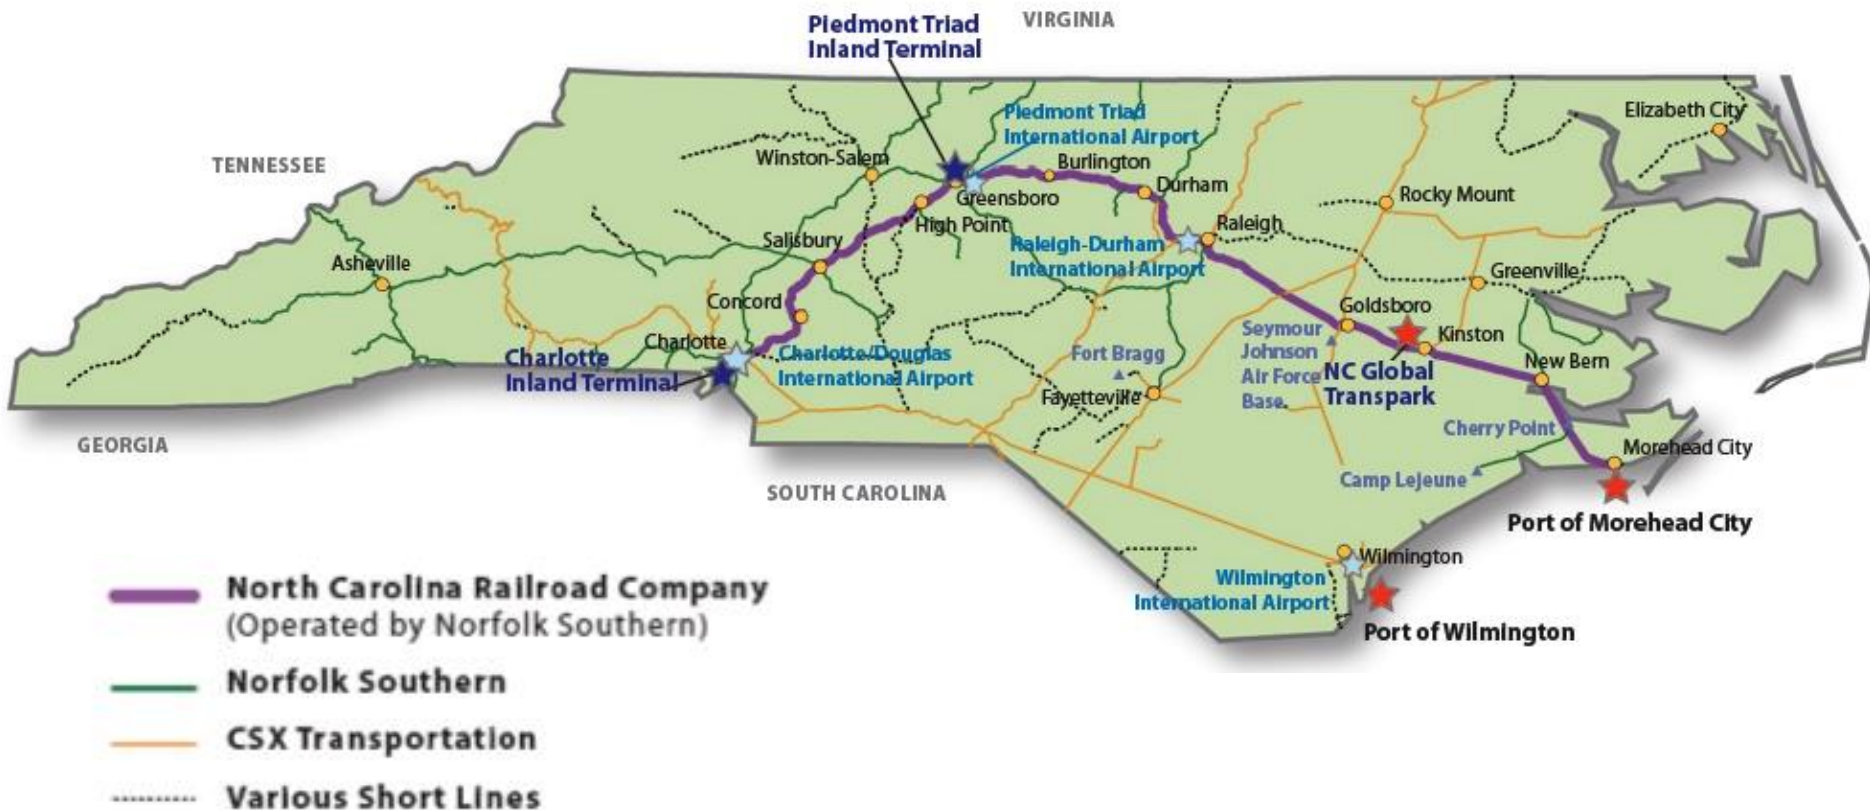 Piedmont Triad
Inland Terminal
VIRGINIA
TENNESSEE
Piedmont Triad
International Airport
Elizabeth City
Winston-Salem
Burlington
Durham
Greensboro
Rocky Mount
High Point
Raleigh
Salisbury
Raleigh-Durham
International Airport
Asheville
Greenville
Concord
Goldsboro
Charlotte
Seymour
Johnson
Air Force
Base
Kinston
Charlotte
Inland Terminal
Charlotte/Douglas
International Airport
Fort Bragg
NC Global
Transpark
New Bern
Fayetteville
Cherry Point
GEORGIA
Morehead City
Camp Lejeune
SOUTH CAROLINA
Port of Morehead City
Wilmington
Wilmington
International Airport
Port of Wilmington
North Carolina Railroad Company
(Operated by Norfolk Southern)
Norfolk Southern
CSX Transportation
Various Short Lines